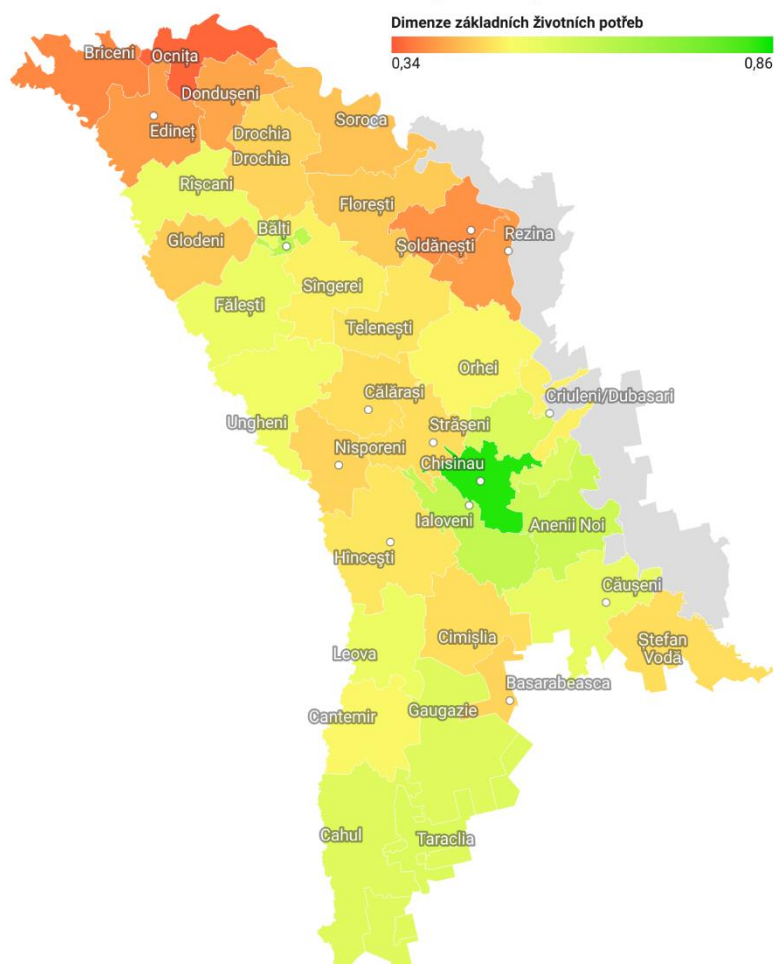 Dimenze základních životních potřeb
0,34 0,86
Briceni
Ocnița
Dondușeni
Edineț
Drochia
Soroca
Drochia
Rîșcani
Florești
Bălți
Rezina
Glodeni
Șoldănești
Sîngerei
Fălești
Telenești
Orhei
Călărași
Criuleni/Dubasari
Ungheni
Strășeni
Nisporeni
Chisinau
Ialoveni
Anenii Noi
Hîncești
Căușeni
Cimișlia
Ștefan
Vodă
Leova
Basarabeasca
Gaugazie
Cantemir
Cahul
Taraclia